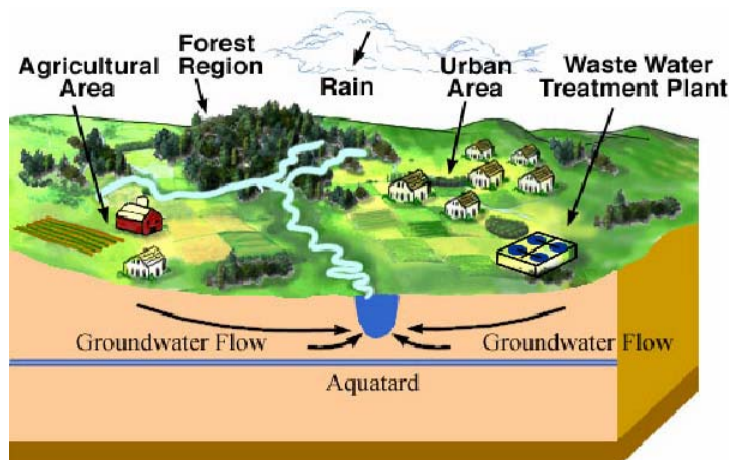 Agricultural
Area
Forest
Region
Rain
Urban
Area
Waste Water
Treatment Plant
Groundwater Flow
Groundwater Flow
Aquatard